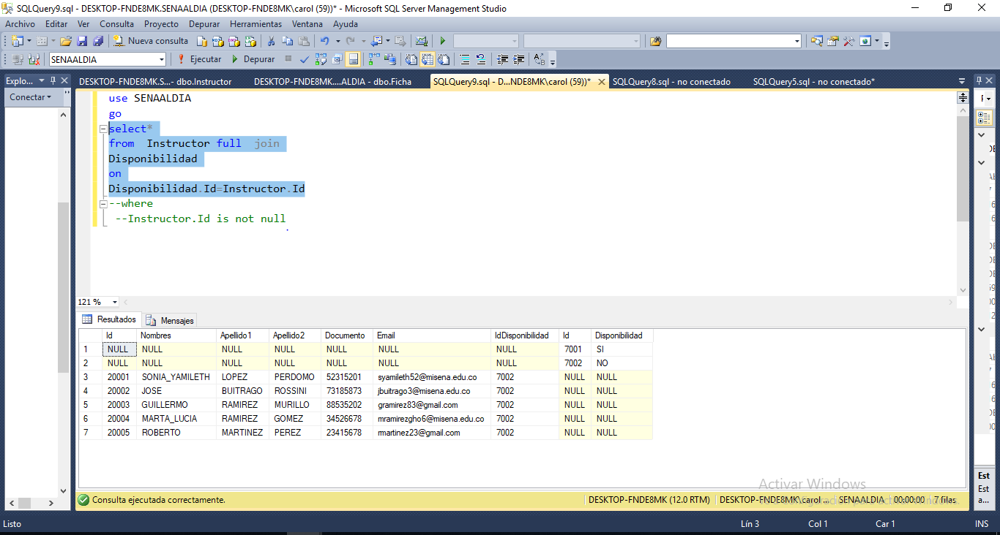 SQLQuery9.sql - DESKTOP-FNDE8MK.SENAALDIA (DESKTOP-FNDE8MK\carol (59))* - Microsoft SQL Server Management Studio
Archivo Editar Ver Consulta Proyecto Depurar Herramientas Ventana Ayuda
Nueva consulta
SENAALDIA Ejecutar Depurar
Explo... DESKTOP-FNDE8MK.S...- dbo.Instructor DESKTOP-FNDE8MK....ALDIA - dbo.Ficha SQLQuery9.sql - D...NDE8MK\carol (59))* SQLQuery8.sql - no conectado SQLQuery5.sql - no conectado*
Conectar
use SENAALDIA
go
select*
from Instructor full join
Disponibilidad
on
Disponibilidad.Id=Instructor.Id
--where
--Instructor.Id is not null
121 %
Resultados Mensajes
Id Nombres Apellido1 Apellido2 Documento Email IdDisponibilidad Id Disponibilidad
1 NULL NULL NULL NULL NULL NULL NULL 7001 SI
2 NULL NULL NULL NULL NULL NULL NULL 7002 NO
3 20001 SONIA_YAMILETH LOPEZ PERDOMO 52315201 syamileth52@misena.edu.co 7002 NULL NULL
4 20002 JOSE BUITRAGO ROSSINI 73185873 jbuitrago3@misena.edu.co 7002 NULL NULL
5 20003 GUILLERMO RAMIREZ MURILLO 88535202 gramirez83@gmail.com 7002 NULL NULL
6 20004 MARTA_LUCIA RAMIREZ GOMEZ 34526678 mramirezgho6@misena.edu.co 7002 NULL NULL
7 20005 ROBERTO MARTINEZ PEREZ 23415678 rmartinez23@gmail.com 7002 NULL NULL
Activar Windows
Est
Est
a...
Consulta ejecutada correctamente. DESKTOP-FNDE8MK (12.0 RTM) DESKTOP-FNDE8MK\carol ... SENAALDIA 00:00:00 7 filas
Listo Lín 3 Col 1 Car 1 INS